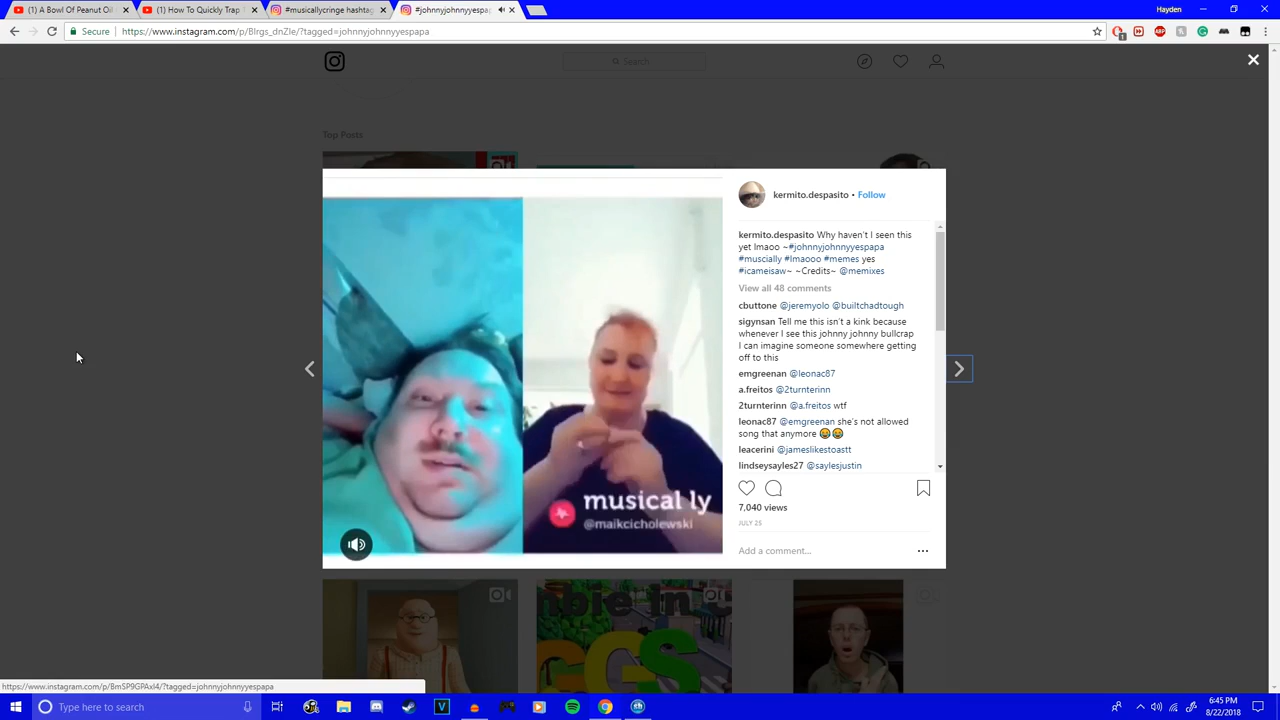 (1) A Bowl Of Peanut Oil
(1) How To Quickly Trap
#musicallycringe hashtag
#johnnyjohnnyyespap
Hayden
Secure
https://www.instagram.com/p/Blrgs_dnZle/?tagged=johnnyjohnnyyespapa
1
Search
Top Posts
kermito.despasito • Follow
kermito.despasito Why haven't I seen this
yet lmaoo ~#johnnyjohnnyyespapa
#muscially #lmaooo #memes yes
#icameisaw~ ~Credits~ @memixes
View all 48 comments
cbuttone @jeremyolo @builtchadtough
sigynsan Tell me this isn't a kink because
whenever I see this johnny johnny bullcrap
I can imagine someone somewhere getting
off to this
emgreenan @leonac87
a.freitos @2turnterinn
2turnterinn @a.freitos wtf
leonac87 @emgreenan she's not allowed
song that anymore 😂😂
leacerini @jameslikestoastt
lindseysayles27 @saylesjustin
musical ly
@maikcicholewski
7,040 views
JULY 25
Add a comment...
GGS
https://www.instagram.com/p/BmSP9GPAxl4/?tagged=johnnyjohnnyyespapa
Type here to search
6:45 PM
8/22/2018